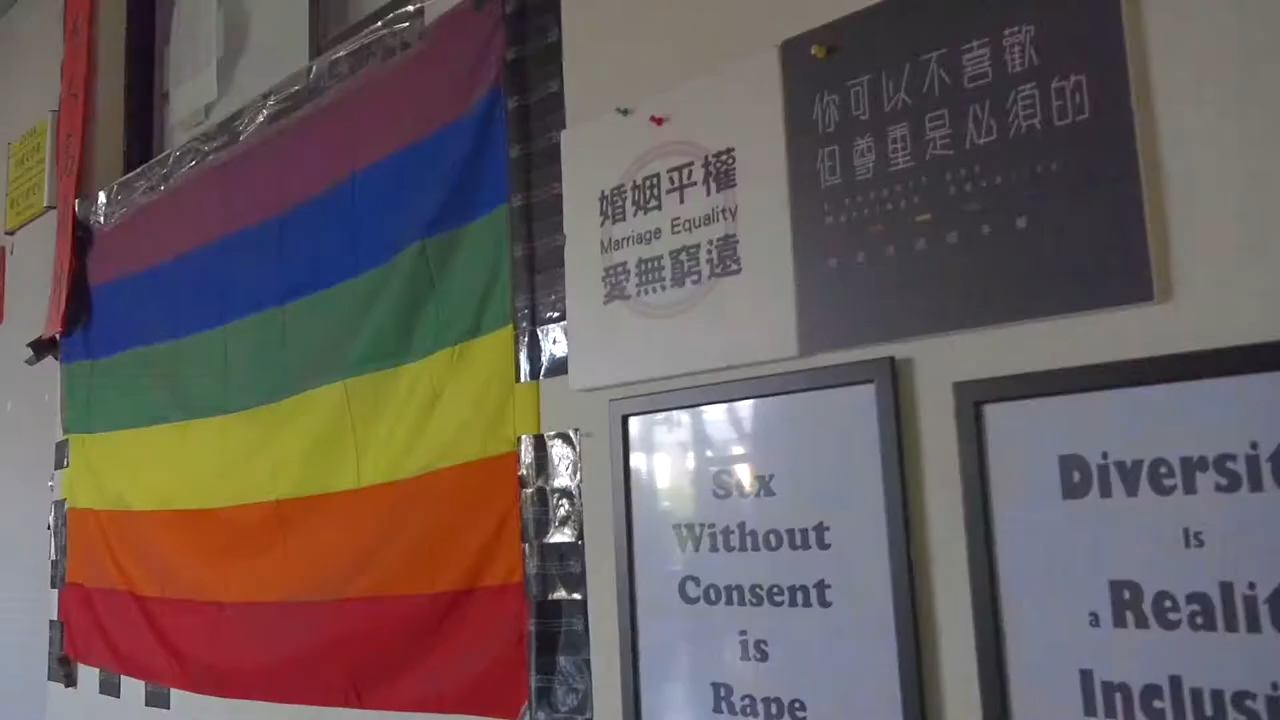 你可以不喜歡
但尊重是必須的
婚姻平權
Marriage Equality
愛無窮遠
Sex
Without
Consent
is
Rape
Diversit
Is
a Realit
Inclusi